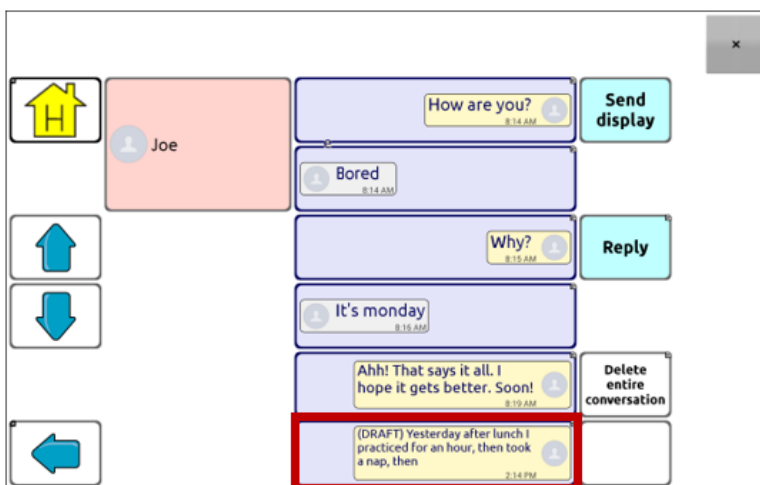 ×
H
Joe
How are you?
8:14 AM
Send
display
Bored
8:14 AM
Why?
8:15 AM
Reply
It's monday
8:16 AM
Ahh! That says it all. I
hope it gets better. Soon!
8:19 AM
Delete
entire
conversation
(DRAFT) Yesterday after lunch I
practiced for an hour, then took
a nap, then
2:14 PM